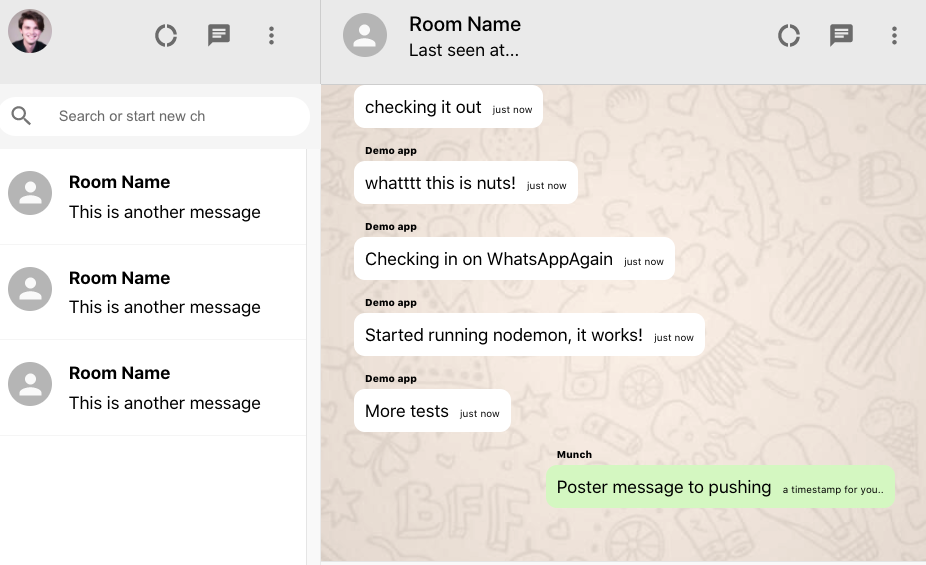 Search or start new ch
Room Name
This is another message
Room Name
This is another message
Room Name
This is another message
Room Name
Last seen at...
checking it out just now
Demo app
whatttt this is nuts! just now
Demo app
Checking in on WhatsAppAgain just now
Demo app
Started running nodemon, it works! just now
Demo app
More tests just now
Munch
Poster message to pushing a timestamp for you..
BFF